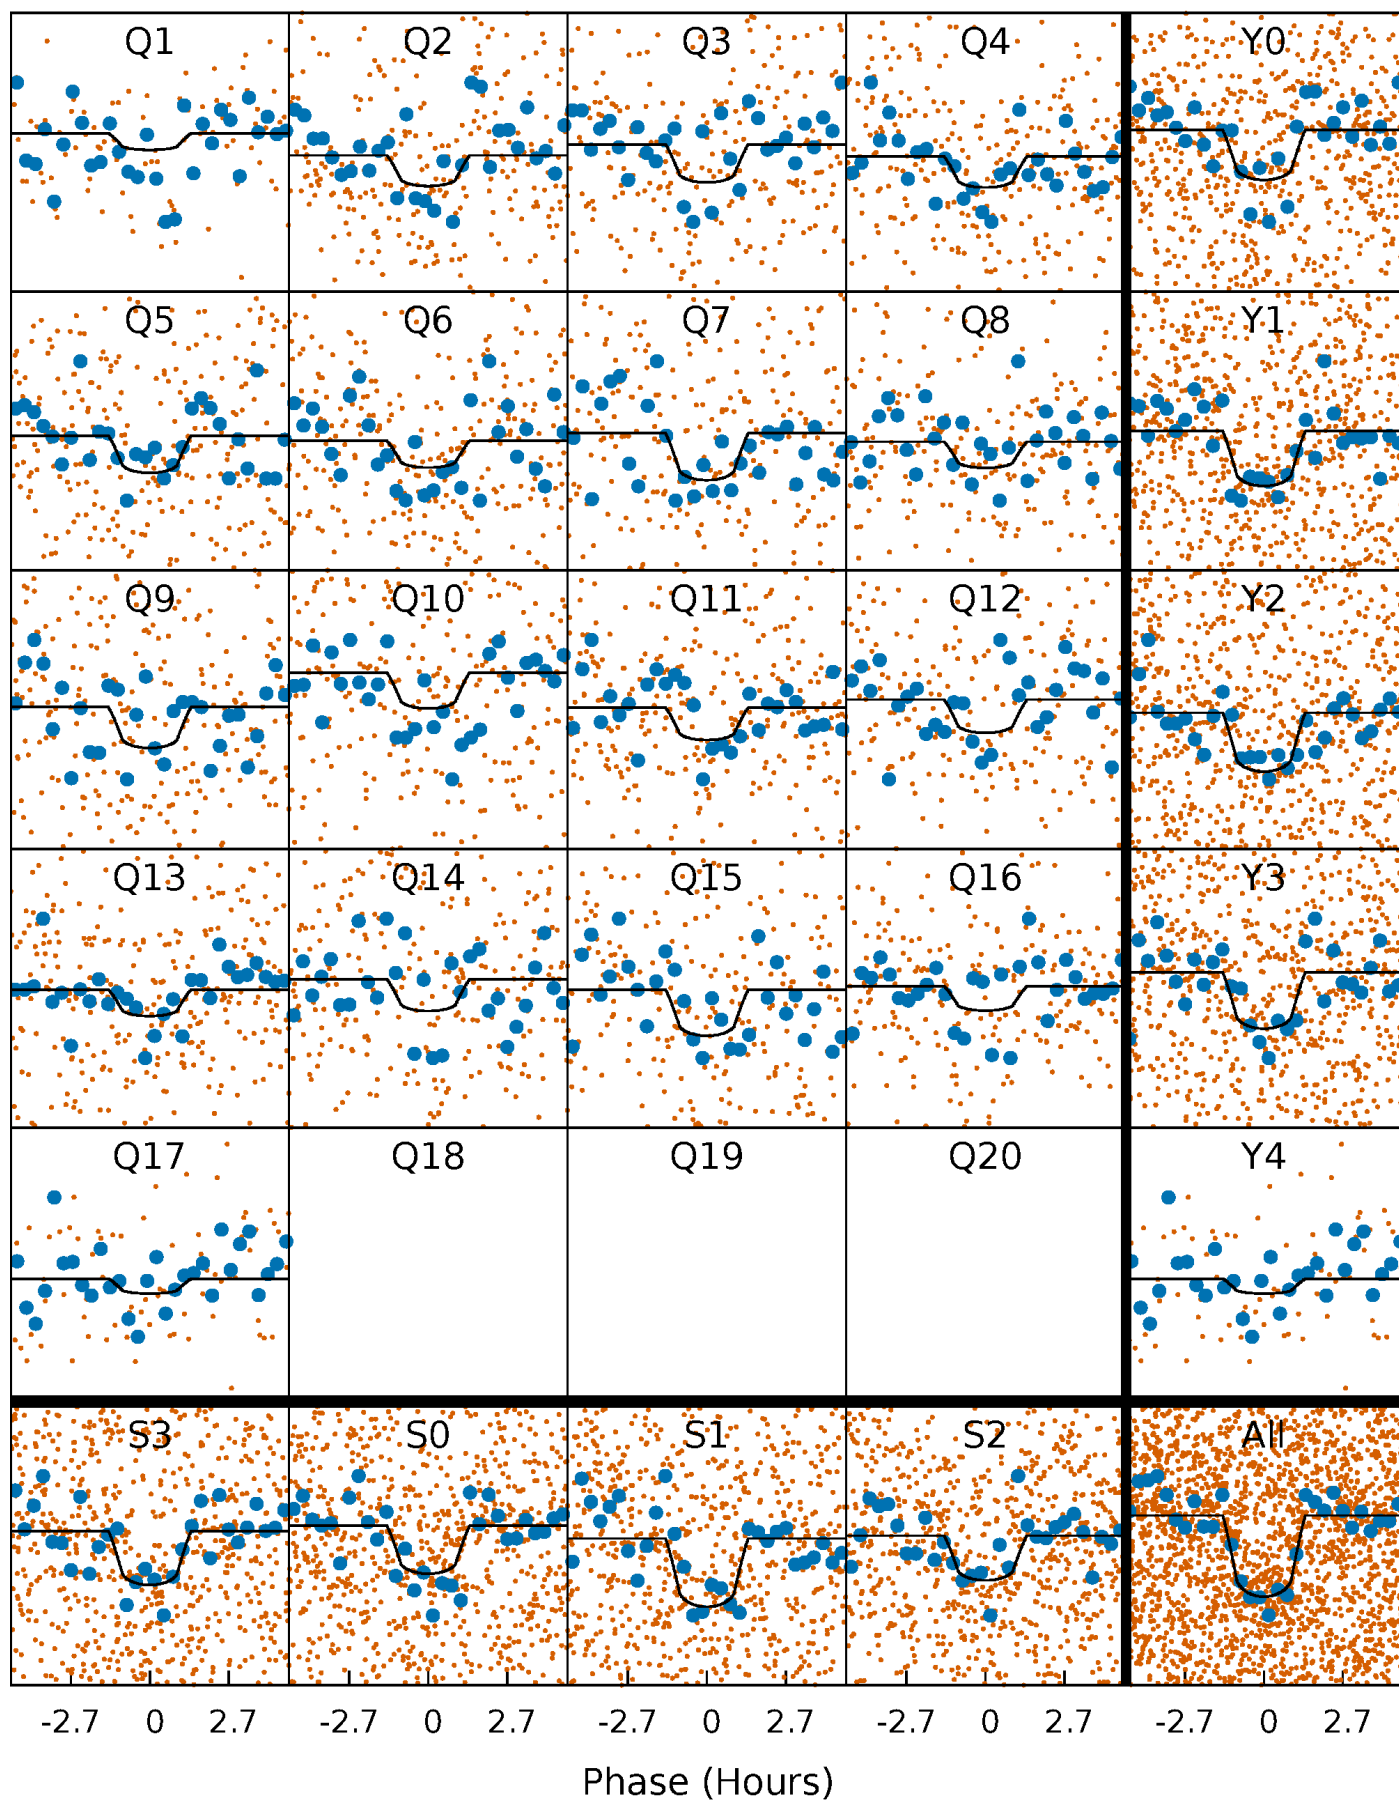 Q1 Q2 Q3 Q4 Y0
Q5 Q6 Q7 Q8 Y1
Q9 Q10 Q11 Q12 Y2
Q13 Q14 Q15 Q16 Y3
Q17 Q18 Q19 Q20 Y4
S3 S0 S1 S2 All
-2.7 0 2.7 -2.7 0 2.7 -2.7 0 2.7 -2.7 0 2.7 -2.7 0 2.7
Phase (Hours)